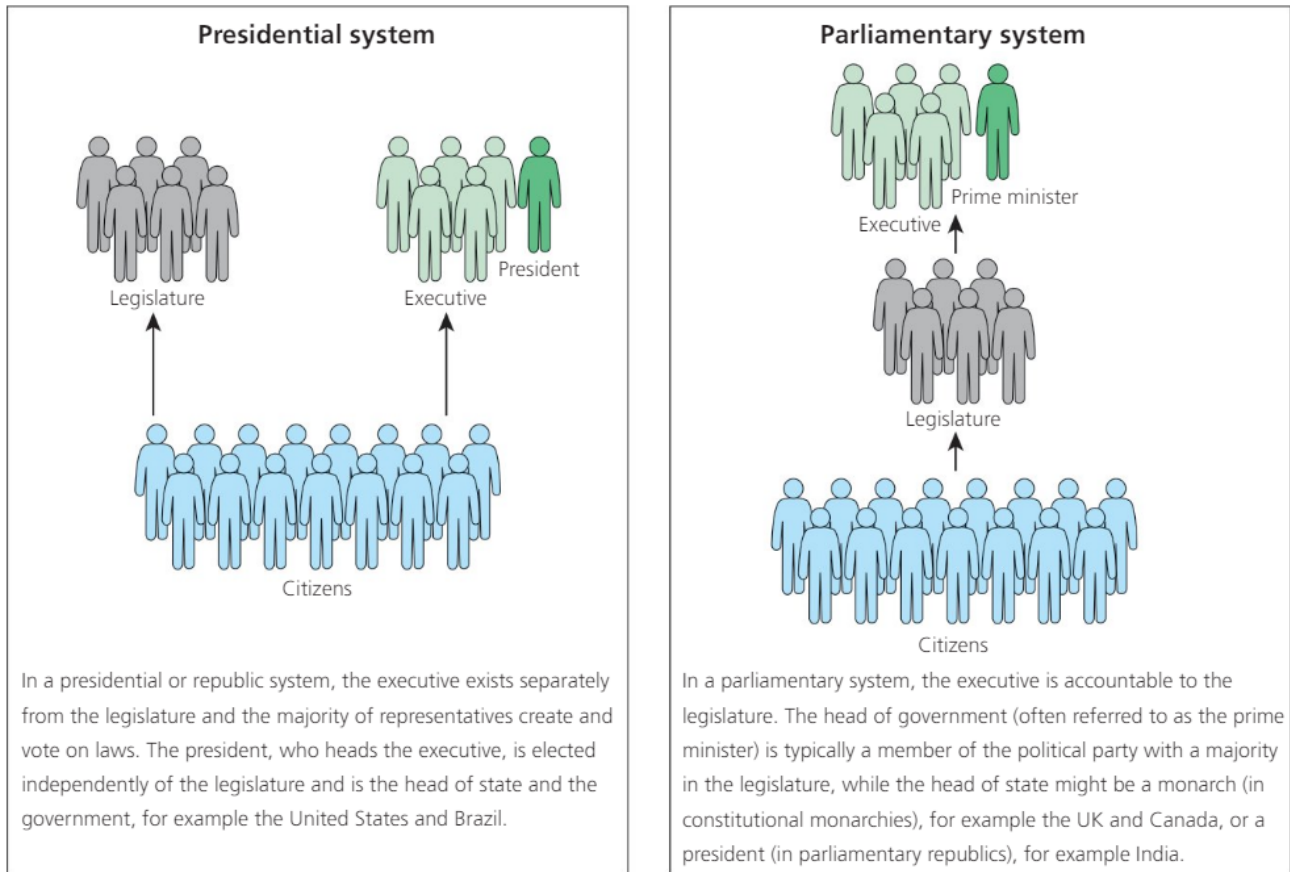 Presidential system
Legislature
President
Executive
Citizens
In a presidential or republic system, the executive exists separately
from the legislature and the majority of representatives create and
vote on laws. The president, who heads the executive, is elected
independently of the legislature and is the head of state and the
government, for example the United States and Brazil.
Parliamentary system
Prime minister
Executive
Legislature
Citizens
In a parliamentary system, the executive is accountable to the
legislature. The head of government (often referred to as the prime
minister) is typically a member of the political party with a majority
in the legislature, while the head of state might be a monarch (in
constitutional monarchies), for example the UK and Canada, or a
president (in parliamentary republics), for example India.